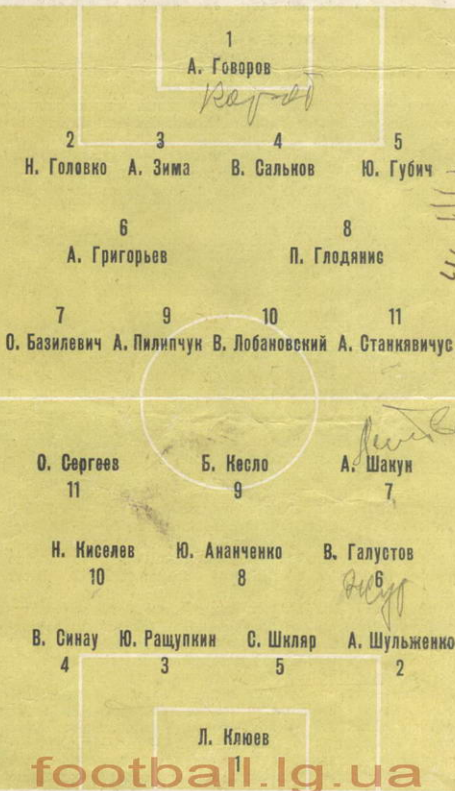 1
А. Говоров
2 3 4 5
Н. Головко А. Зима В. Сальков Ю. Губич
6 8
А. Григорьев П. Глодянис
7 9 10 11
О. Базилевич А. Пилипчук В. Лобановский А. Станкявичус
О. Сергеев Б. Кесло А. Шакун
11 9 7
Н. Киселев Ю. Ананченко В. Галустов
10 8 6
В. Синау Ю. Ращупкин С. Шкляр А. Шульженко
4 3 5 2
Л. Клюев
1
football.lg.ua